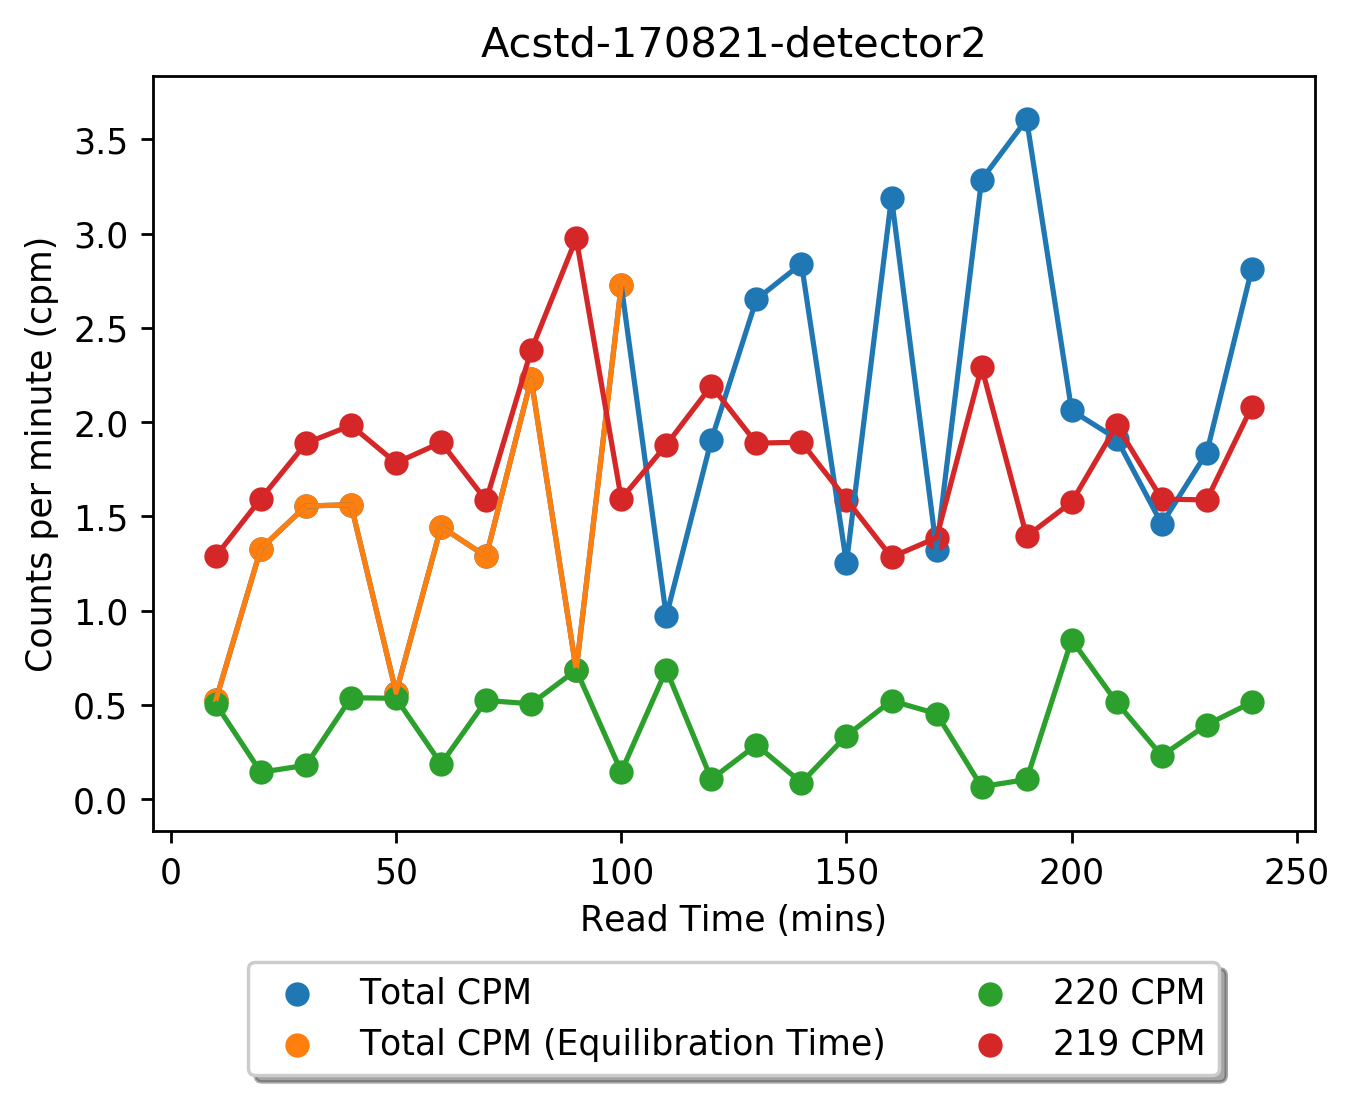 Acstd-170821-detector2
3.5
3.0
2.5
2.0
1.5
1.0
0.5
0.0
Counts per minute (cpm)
0 50 100 150 200 250
Read Time (mins)
Total CPM 220 CPM
Total CPM (Equilibration Time) 219 CPM